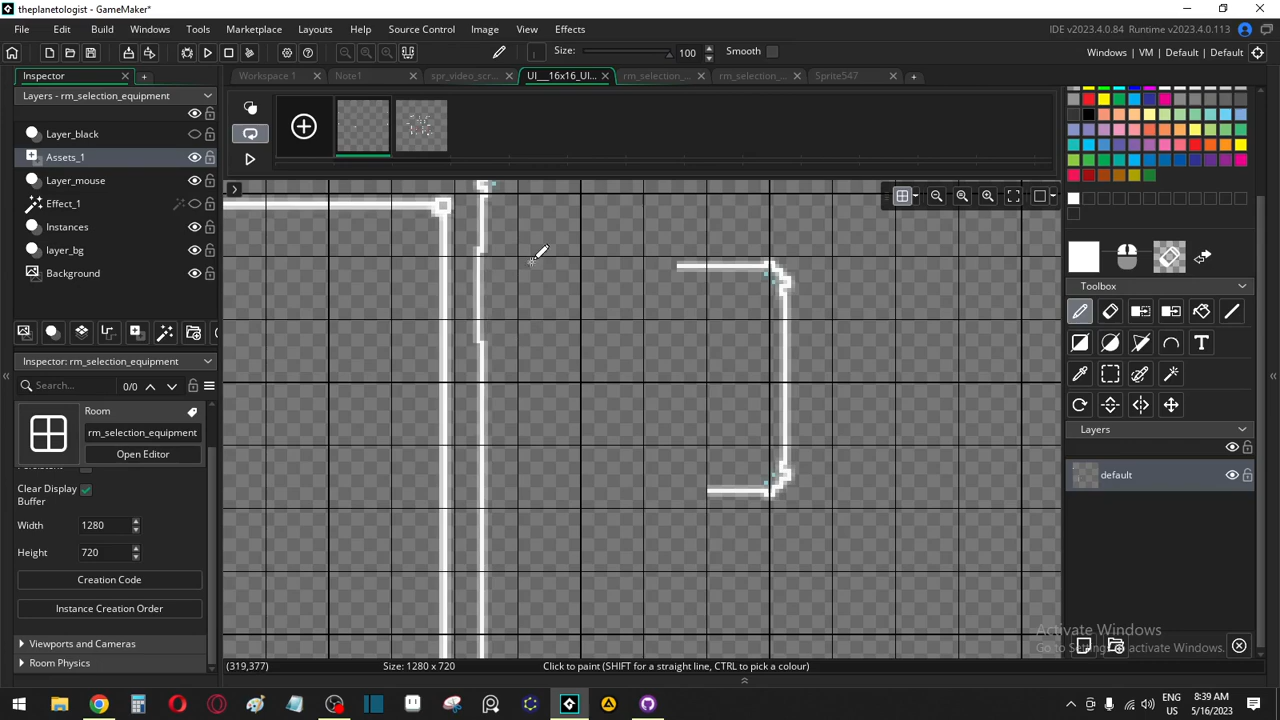 theplanetologist - GameMaker*
File Edit Build Windows Tools Marketplace Layouts Help Source Control Image View Effects
IDE v2023.4.0.84 Runtime v2023.4.0.113
Size: 100 Smooth
Windows | VM | Default | Default
Inspector
Workspace 1 Note1 spr_video_scr... UI__16x16_UI... rm_selection_... rm_selection_... Sprite547
Layers - rm_selection_equipment
Layer_black
Assets_1
Layer_mouse
Effect_1
Instances
layer_bg
Background
Inspector: rm_selection_equipment
Search... 0/0
Room
rm_selection_equipment
Open Editor
Clear Display
Buffer
Width 1280
Height 720
Creation Code
Instance Creation Order
Viewports and Cameras
Room Physics
Toolbox
T
Layers
default
(319,377) Size: 1280 x 720 Click to paint (SHIFT for a straight line, CTRL to pick a colour)
Activate Windows
Go to Settings to activate Windows.
ENG
US
8:39 AM
5/16/2023